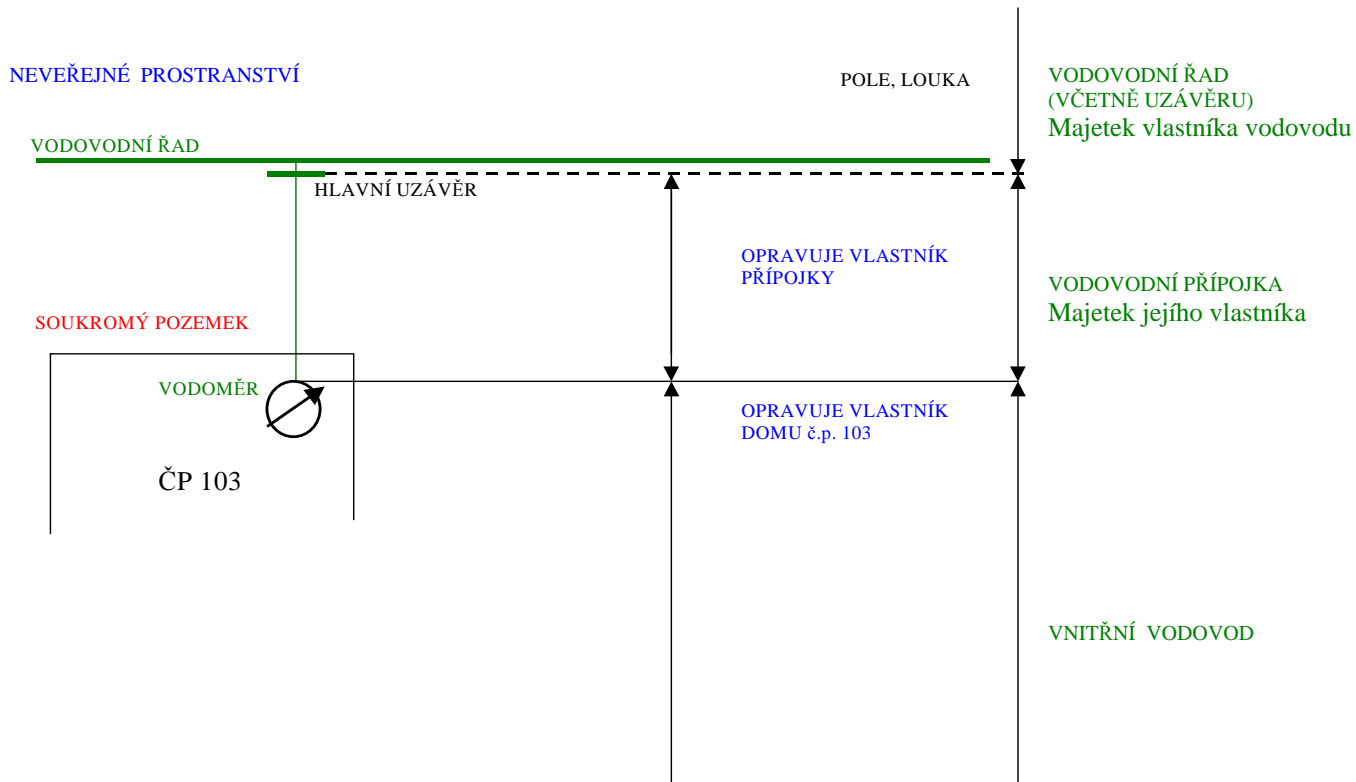 NEVEŘEJNÉ PROSTRANSTVÍ
POLE, LOUKA
VODOVODNÍ ŘAD
(VČETNĚ UZÁVĚRU)
Majetek vlastníka vodovodu
VODOVODNÍ ŘAD
HLAVNÍ UZÁVĚR
OPRAVUJE VLASTNÍK
PŘÍPOJKY
VODOVODNÍ PŘÍPOJKA
Majetek jejího vlastníka
SOUKROMÝ POZEMEK
VODOMĚR
OPRAVUJE VLASTNÍK
DOMU č.p. 103
ČP 103
VNITŘNÍ VODOVOD